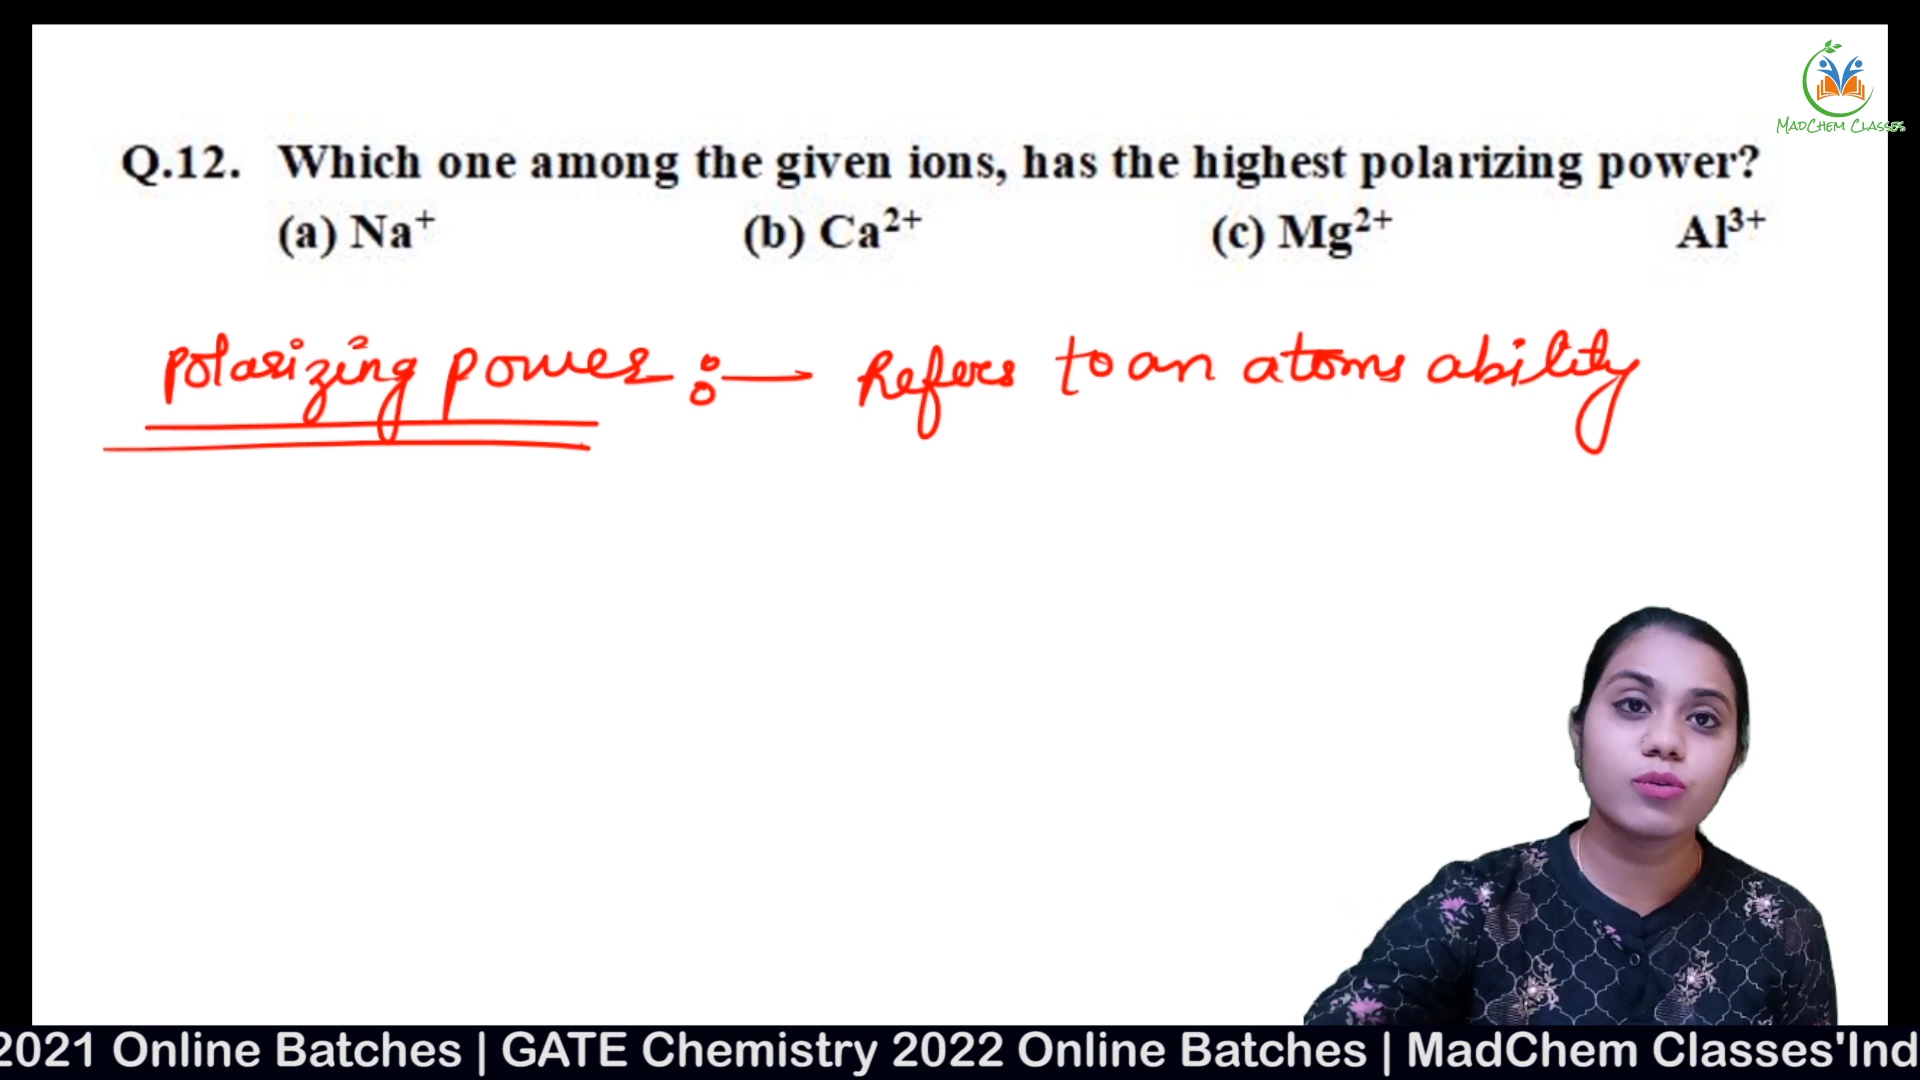 MADCHEM CLASSES
Q.12. Which one among the given ions, has the highest polarizing power?
(a) Na⁺ (b) Ca²⁺ (c) Mg²⁺ Al³⁺
Polarizing power :— Refers to an atoms ability
2021 Online Batches | GATE Chemistry 2022 Online Batches | MadChem Classes'Ind